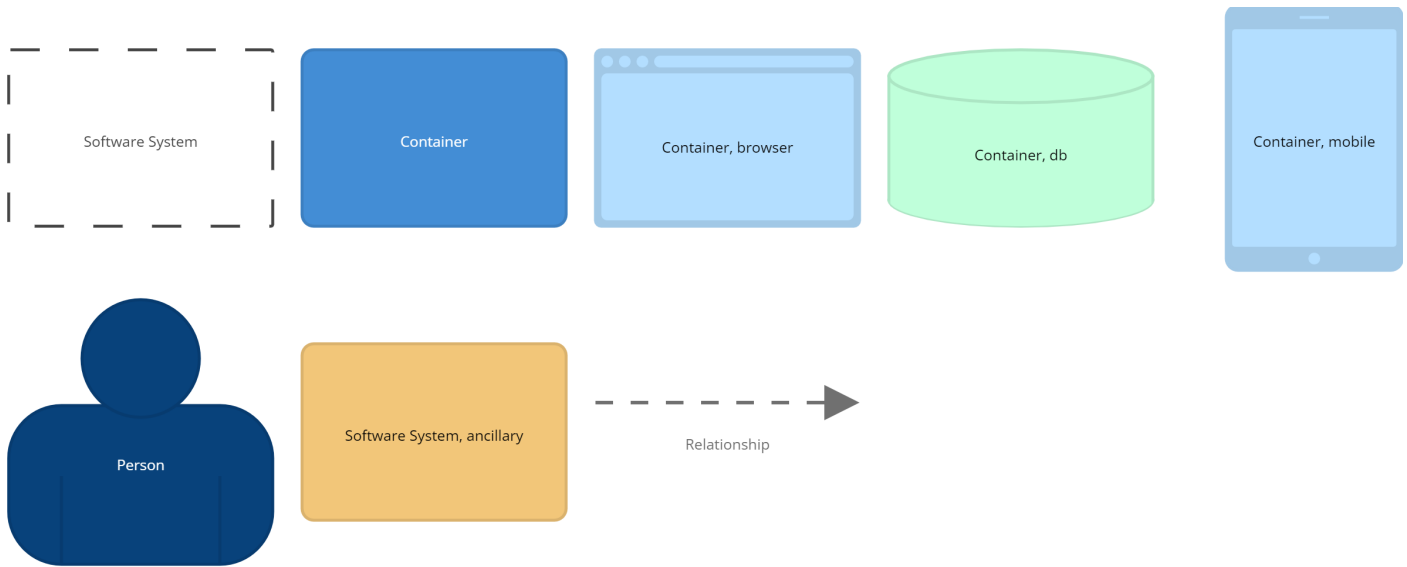 Software System
Container
Container, browser
Container, db
Container, mobile
Person
Software System, ancillary
Relationship